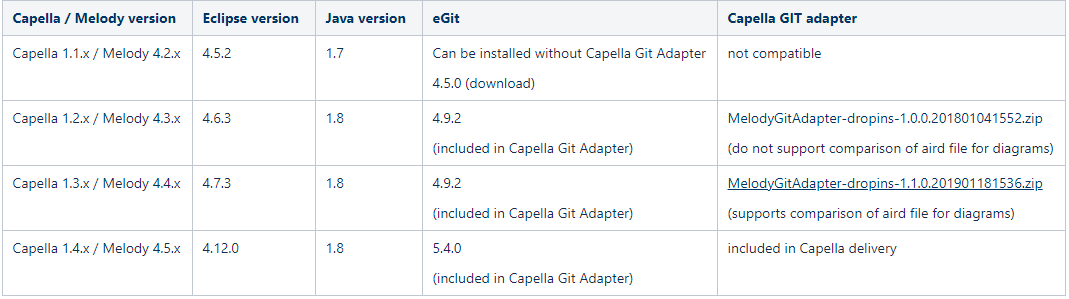 Capella / Melody version Eclipse version Java version eGit Capella GIT adapter
Capella 1.1.x / Melody 4.2.x 4.5.2 1.7 Can be installed without Capella Git Adapter not compatible
4.5.0 (download)
Capella 1.2.x / Melody 4.3.x 4.6.3 1.8 4.9.2 MelodyGitAdapter-dropins-1.0.0.201801041552.zip
(included in Capella Git Adapter) (do not support comparison of aird file for diagrams)
Capella 1.3.x / Melody 4.4.x 4.7.3 1.8 4.9.2 MelodyGitAdapter-dropins-1.1.0.201901181536.zip
(included in Capella Git Adapter) (supports comparison of aird file for diagrams)
Capella 1.4.x / Melody 4.5.x 4.12.0 1.8 5.4.0 included in Capella delivery
(included in Capella Git Adapter)